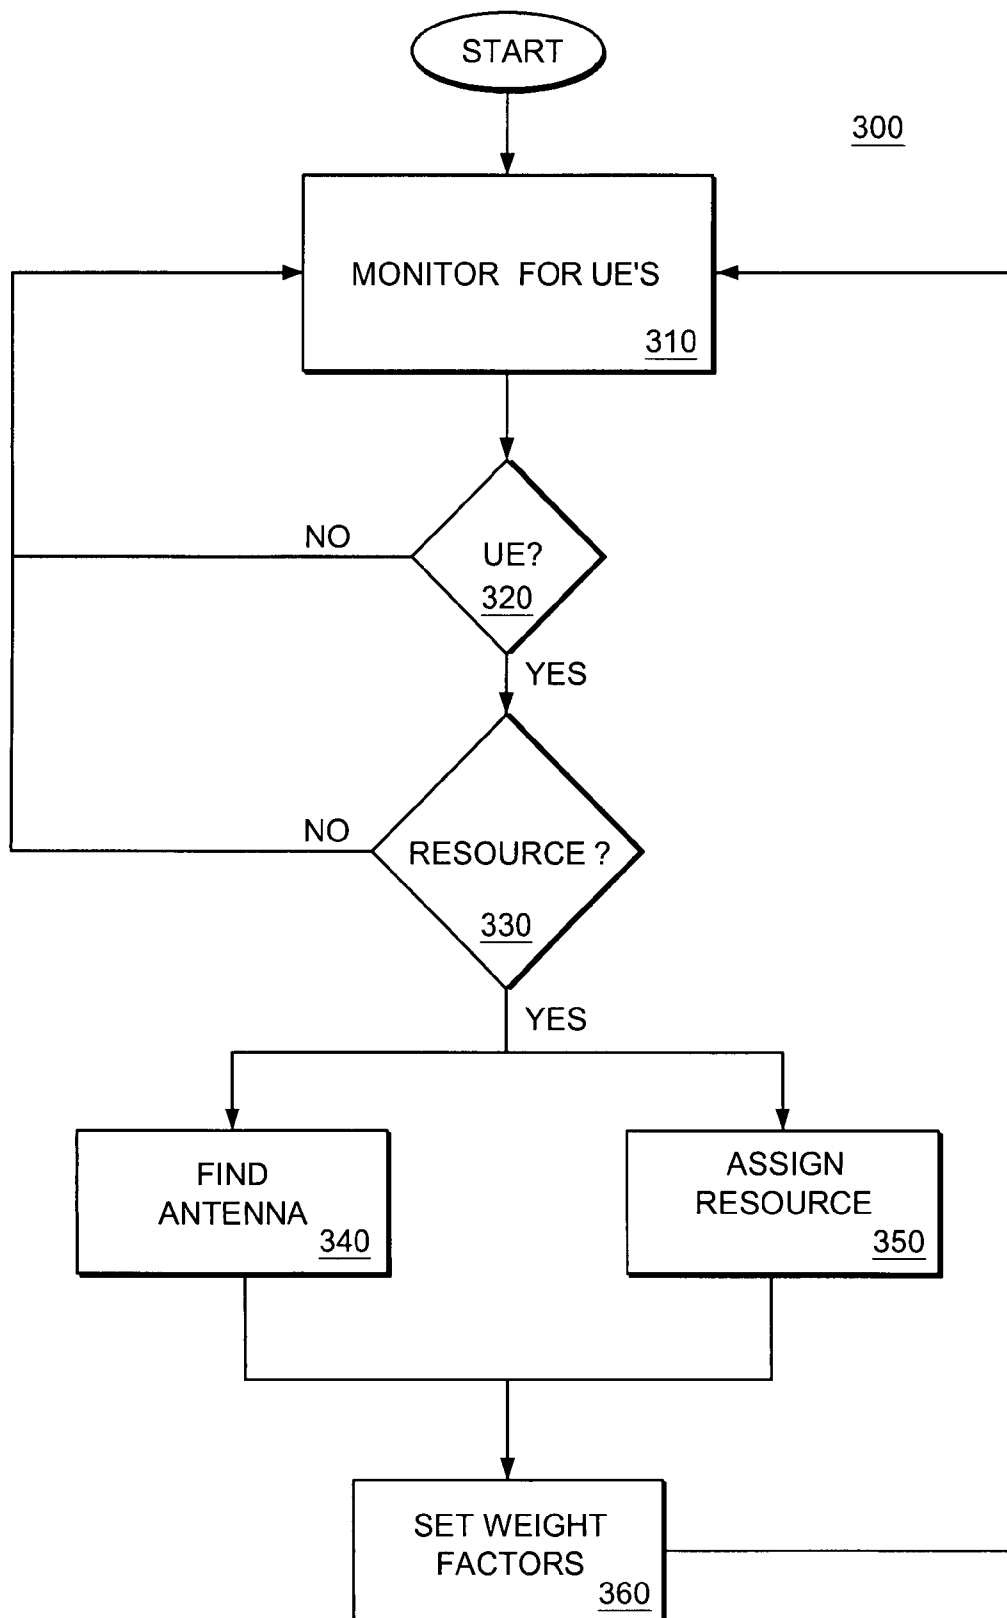 START
300
MONITOR FOR UE'S
310
NO
UE?
320
YES
NO
RESOURCE ?
330
YES
FIND
ANTENNA
340
ASSIGN
RESOURCE
350
SET WEIGHT
FACTORS
360